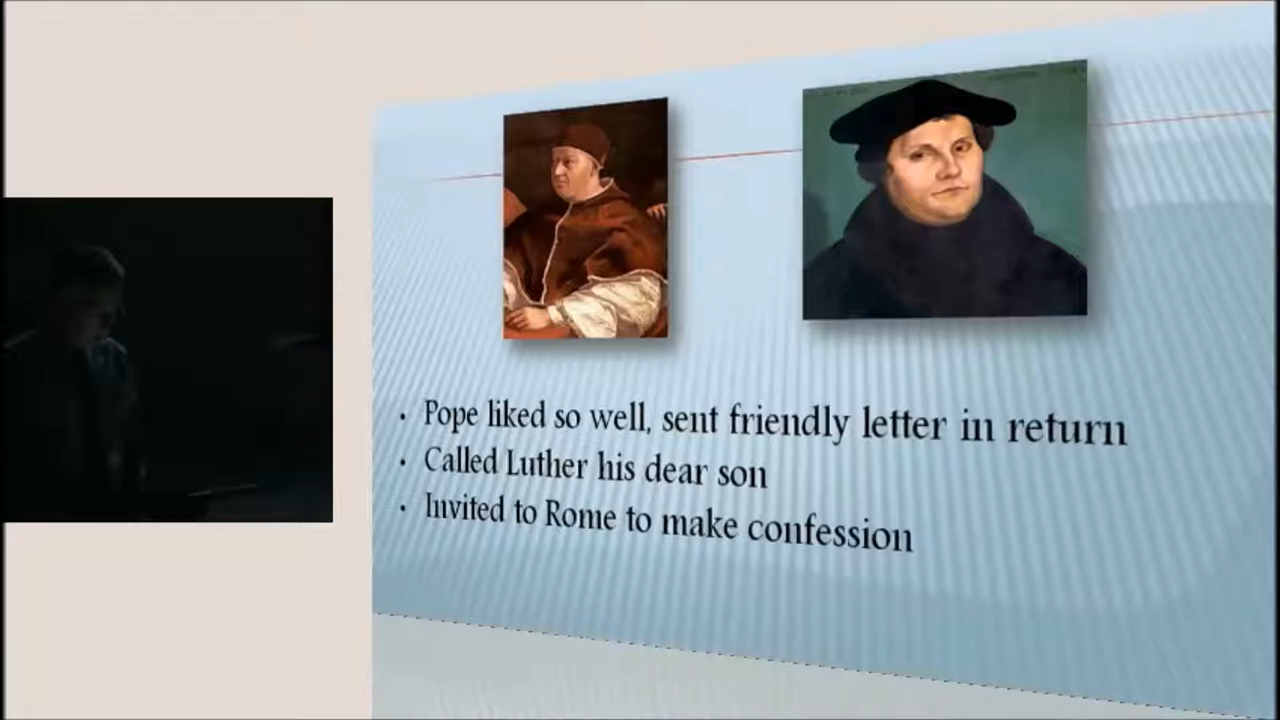 • Pope liked so well, sent friendly letter in return
• Called Luther his dear son
• Invited to Rome to make confession